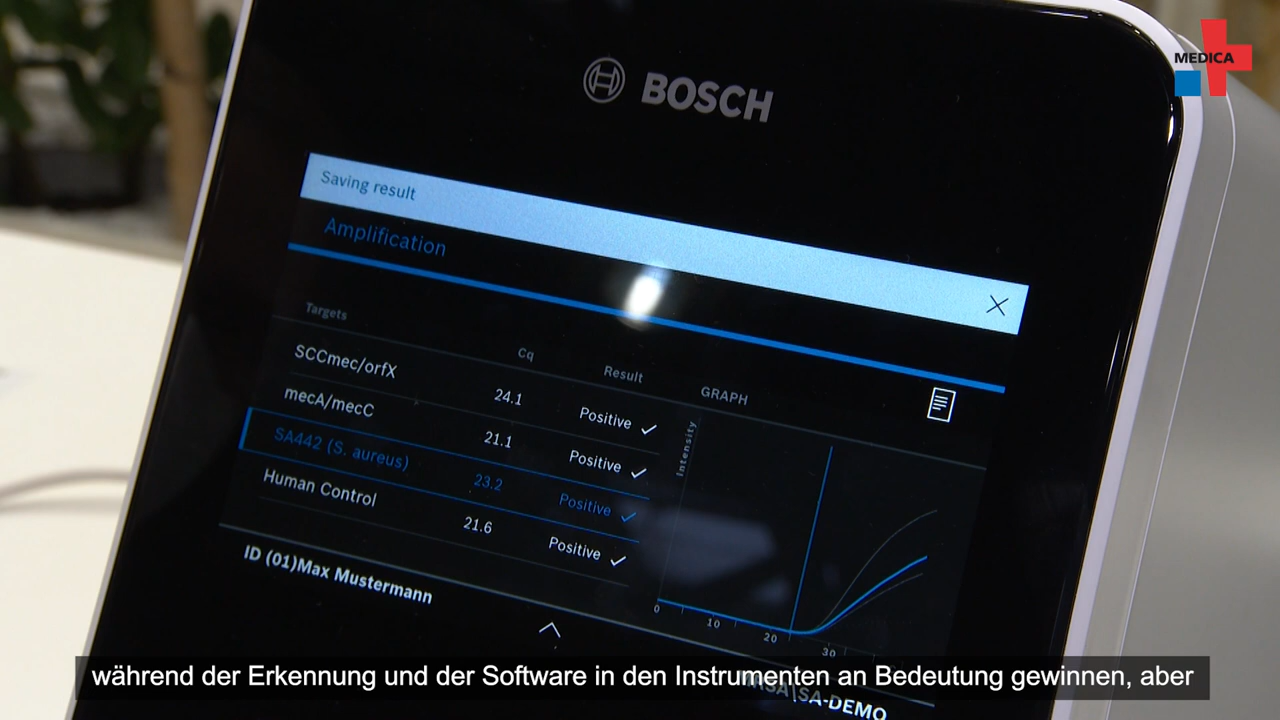 MEDICA
BOSCH
Saving result
Amplification
Targets Cq Result GRAPH
SCCmec/orfX 24.1 Positive
mecA/mecC 21.1 Positive
SA442 (S. aureus) 23.2 Positive
Human Control 21.6 Positive
Intensity
0 10 20 30
ID (01)Max Mustermann
SA-DEMO
während der Erkennung und der Software in den Instrumenten an Bedeutung gewinnen, aber